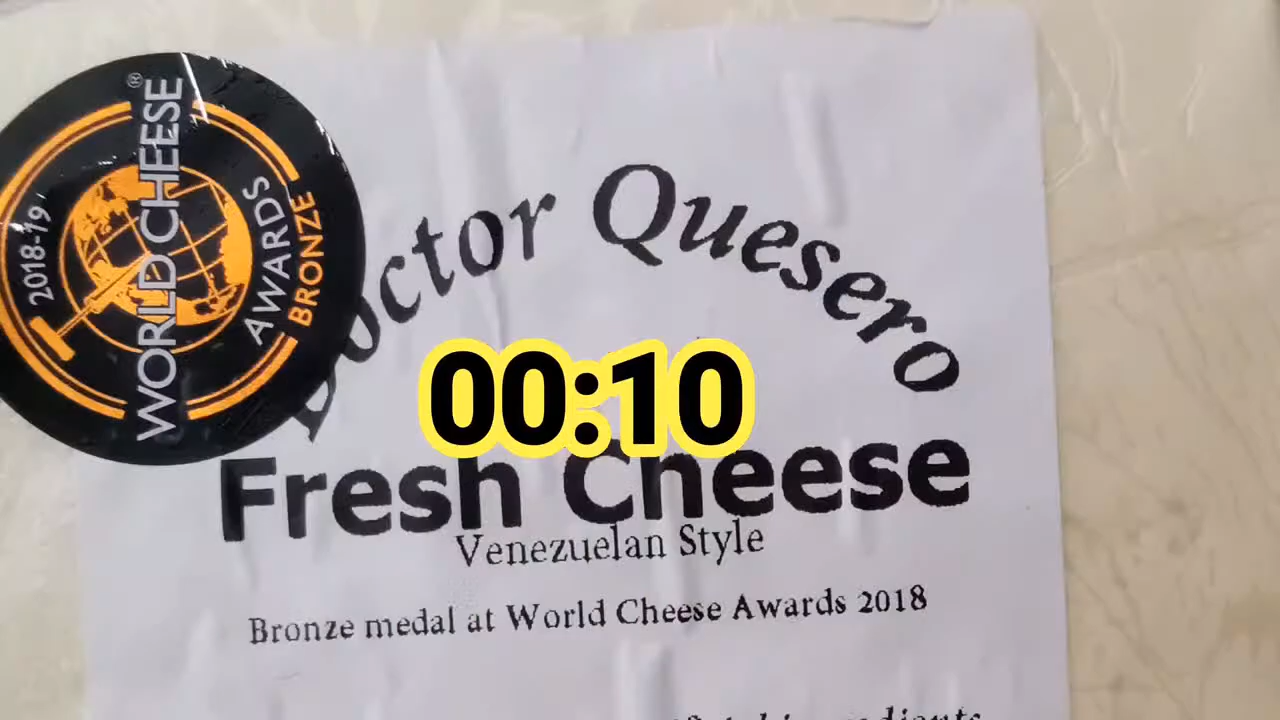 2018-19
WORLD CHEESE®
AWARDS
BRONZE
Doctor Quesero
00:10
Fresh Cheese
Venezuelan Style
Bronze medal at World Cheese Awards 2018